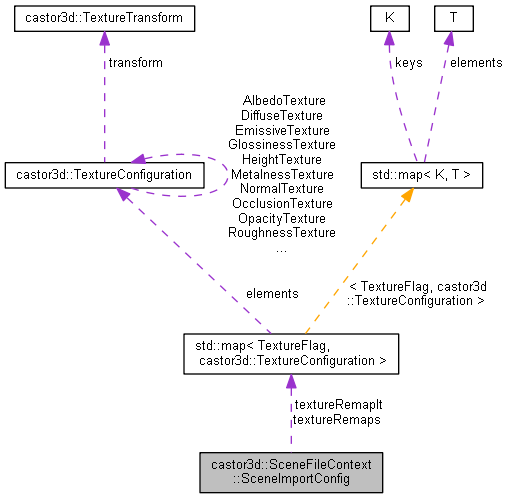 castor3d::TextureTransform
K
T
transform
keys
elements
AlbedoTexture
DiffuseTexture
EmissiveTexture
GlossinessTexture
HeightTexture
MetalnessTexture
NormalTexture
OcclusionTexture
OpacityTexture
RoughnessTexture
...
castor3d::TextureConfiguration
std::map< K, T >
elements
< TextureFlag, castor3d
::TextureConfiguration >
std::map< TextureFlag,
castor3d::TextureConfiguration >
textureRemapIt
textureRemaps
castor3d::SceneFileContext
::SceneImportConfig